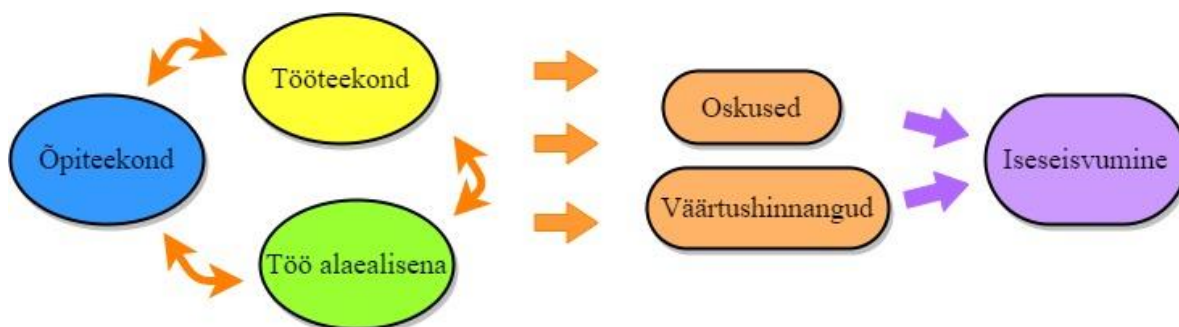 Tööteekond
Õpiteekond
Töö alaealisena
Oskused
Väärtushinnangud
Iseseisvumine